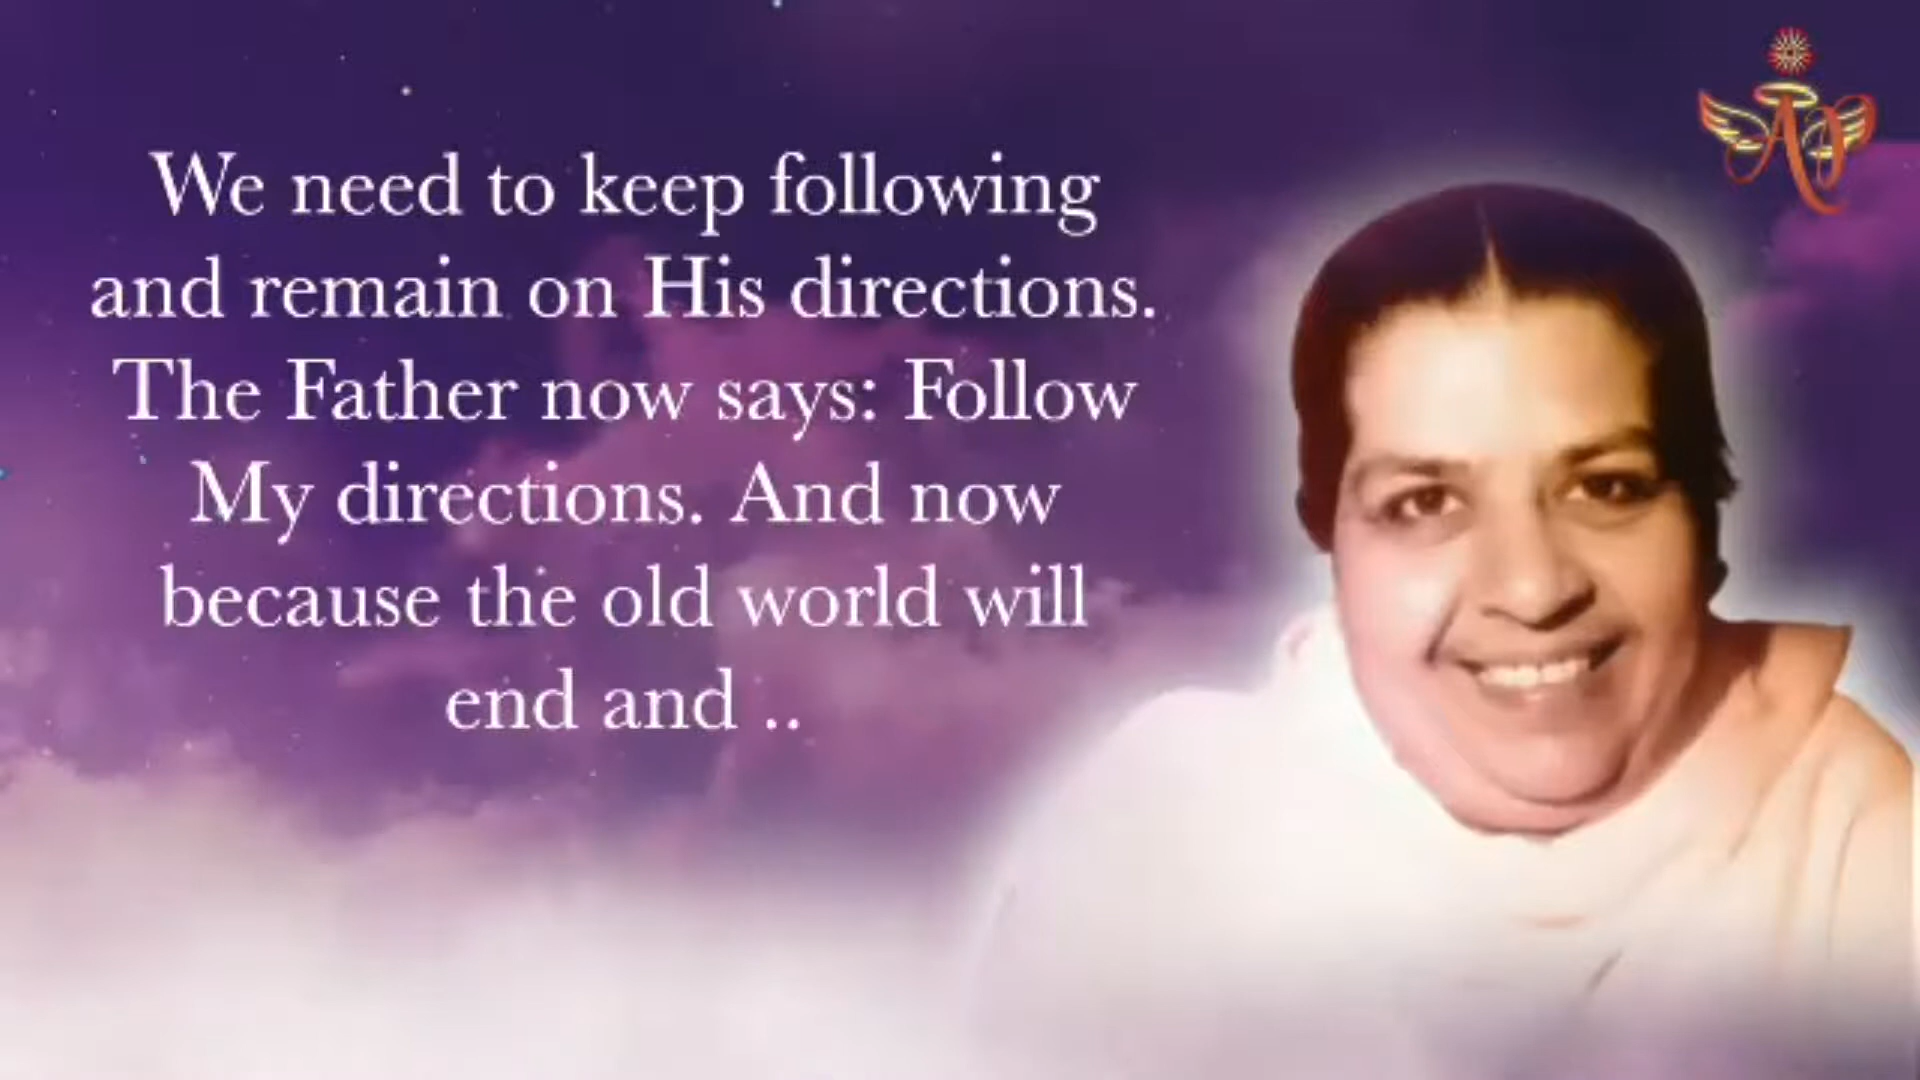 We need to keep following
and remain on His directions.
The Father now says: Follow
My directions. And now
because the old world will
end and ..